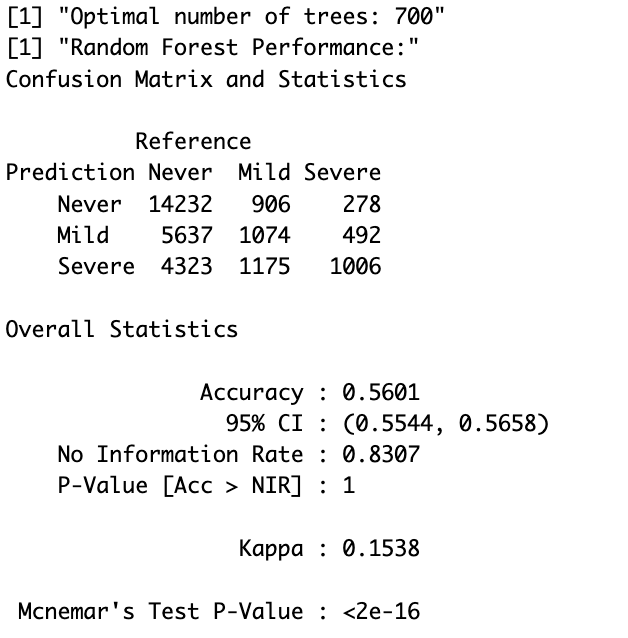 [1] "Optimal number of trees: 700"
[1] "Random Forest Performance:"
Confusion Matrix and Statistics

          Reference
Prediction Never  Mild Severe
    Never  14232   906    278
    Mild    5637  1074    492
    Severe  4323  1175   1006

Overall Statistics

               Accuracy : 0.5601
                 95% CI : (0.5544, 0.5658)
    No Information Rate : 0.8307
    P-Value [Acc > NIR] : 1

                  Kappa : 0.1538

 Mcnemar's Test P-Value : <2e-16